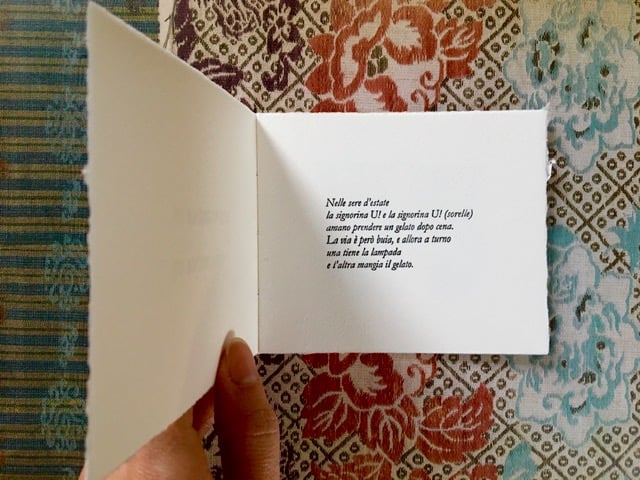 Nelle sere d'estate
la signorina U! e la signorina U! (sorelle)
amano prendere un gelato dopo cena.
La via è però buia, e allora a turno
una tiene la lampada
e l'altra mangia il gelato.